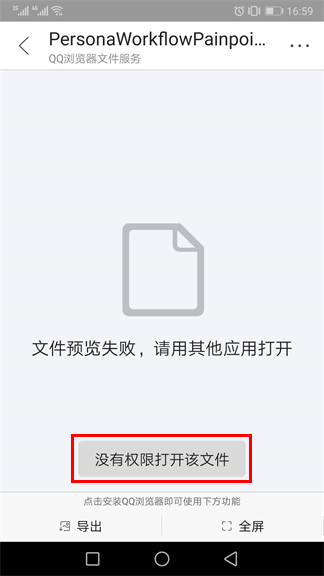 2G 4G 16:59
PersonaWorkflowPainpoi...
QQ浏览器文件服务
文件预览失败，请用其他应用打开
没有权限打开该文件
点击安装QQ浏览器即可使用下方功能
导出 全屏